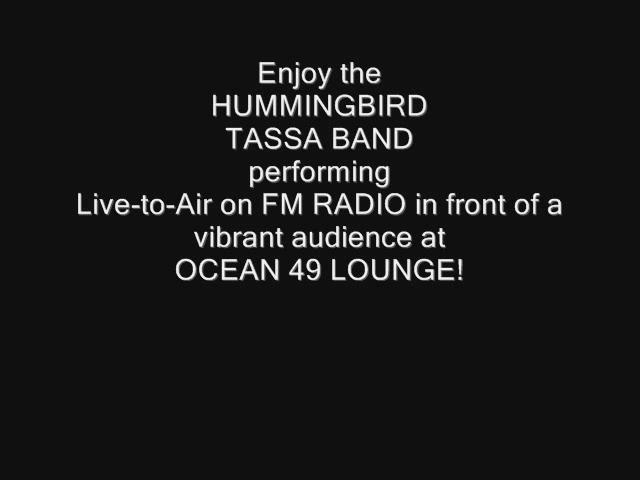 Enjoy the
HUMMINGBIRD
TASSA BAND
performing
Live-to-Air on FM RADIO in front of a
vibrant audience at
OCEAN 49 LOUNGE!